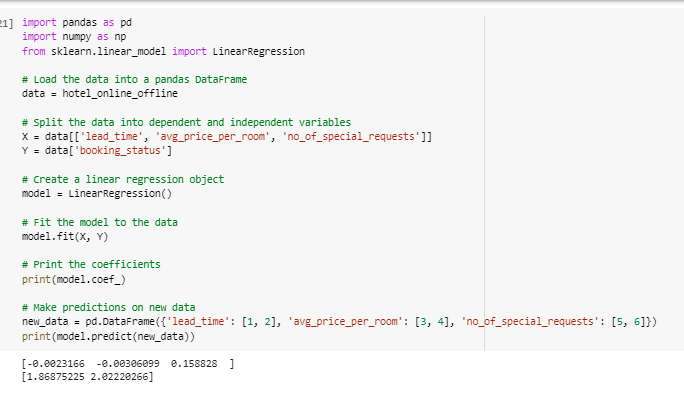 21] import pandas as pd
import numpy as np
from sklearn.linear_model import LinearRegression
# Load the data into a pandas DataFrame
data = hotel_online_offline
# Split the data into dependent and independent variables
X = data[['lead_time', 'avg_price_per_room', 'no_of_special_requests']]
Y = data['booking_status']
# Create a linear regression object
model = LinearRegression()
# Fit the model to the data
model.fit(X, Y)
# Print the coefficients
print(model.coef_)
# Make predictions on new data
new_data = pd.DataFrame({'lead_time': [1, 2], 'avg_price_per_room': [3, 4], 'no_of_special_requests': [5, 6]})
print(model.predict(new_data))
[-0.0023166  -0.00306099  0.158828  ]
[1.86875225 2.02220266]